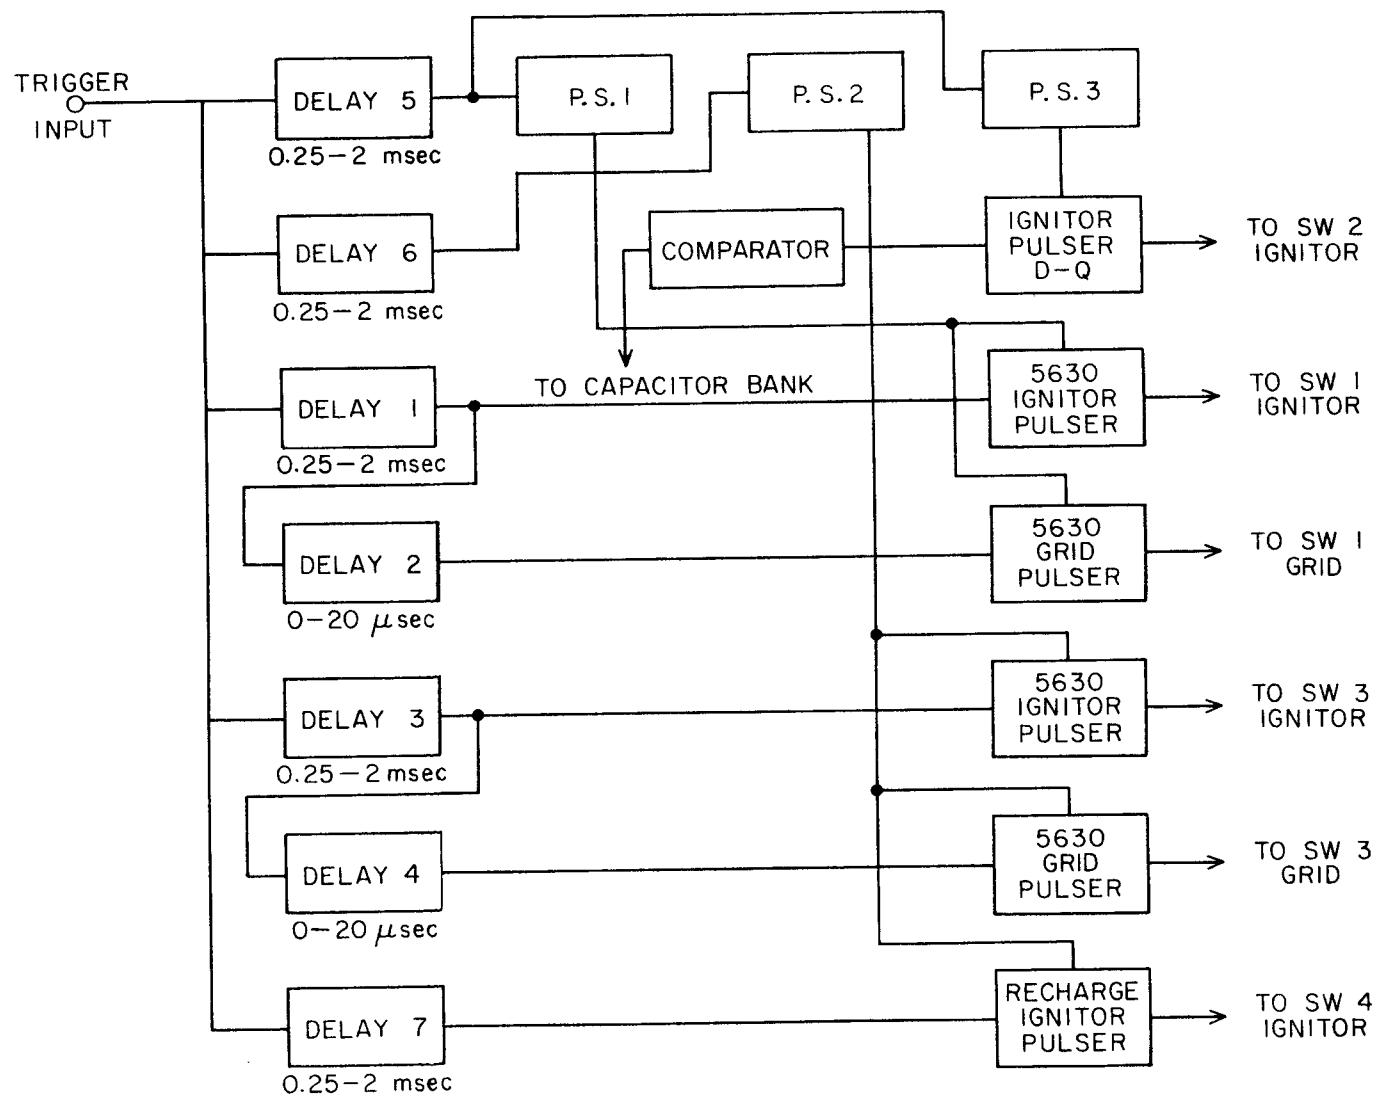 TRIGGER
INPUT
DELAY 5
0.25-2 msec
P.S.1
P.S.2
P.S.3
DELAY 6
0.25-2 msec
COMPARATOR
IGNITOR
PULSER
D-Q
TO SW 2
IGNITOR
TO CAPACITOR BANK
DELAY 1
0.25-2 msec
5630
IGNITOR
PULSER
TO SW 1
IGNITOR
DELAY 2
0-20 μsec
5630
GRID
PULSER
TO SW 1
GRID
DELAY 3
0.25-2 msec
5630
IGNITOR
PULSER
TO SW 3
IGNITOR
DELAY 4
0-20 μsec
5630
GRID
PULSER
TO SW 3
GRID
DELAY 7
0.25-2 msec
RECHARGE
IGNITOR
PULSER
TO SW 4
IGNITOR